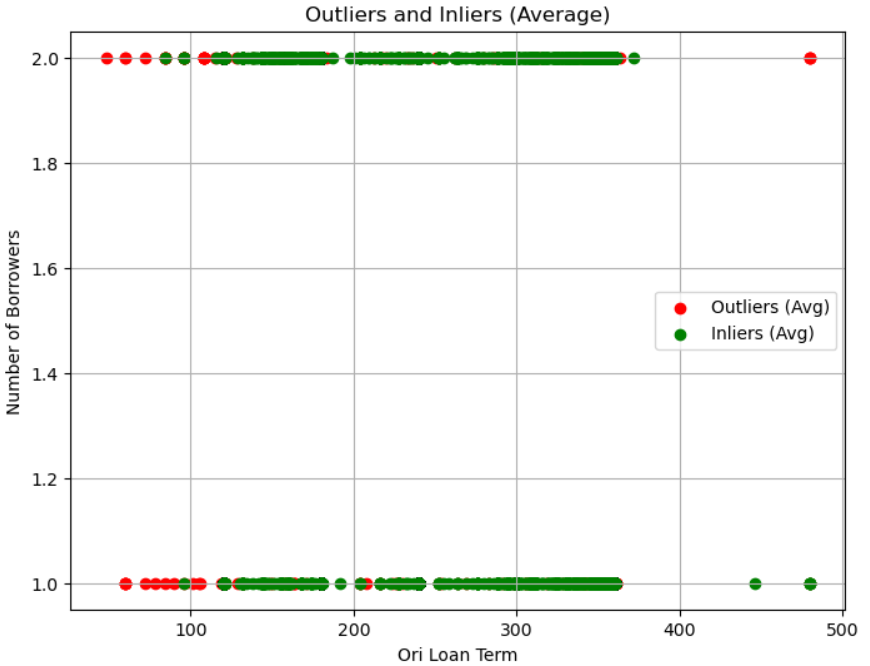 Outliers and Inliers (Average)
Number of Borrowers
2.0
1.8
1.6
1.4
1.2
1.0
Outliers (Avg)
Inliers (Avg)
100 200 300 400 500
Ori Loan Term